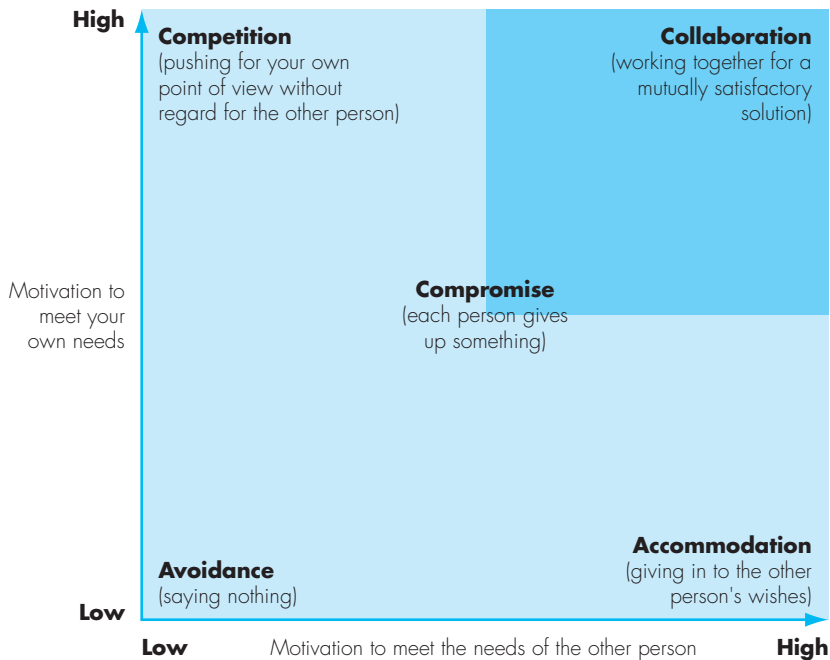 High
Competition
(pushing for your own
point of view without
regard for the other person)
Collaboration
(working together for a
mutually satisfactory
solution)
Motivation to
meet your
own needs
Compromise
(each person gives
up something)
Avoidance
(saying nothing)
Accommodation
(giving in to the other
person's wishes)
Low
Low
Motivation to meet the needs of the other person
High